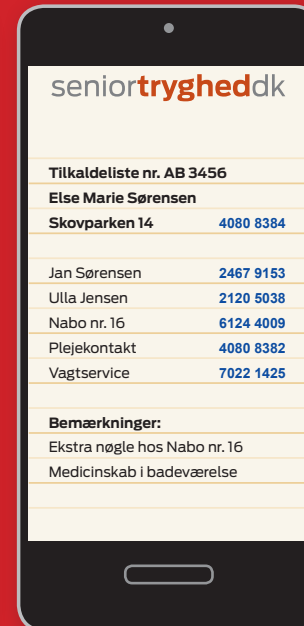 seniortrygheddk
Tilkaldeliste nr. AB 3456
Else Marie Sørensen
Skovparken 14 4080 8384
Jan Sørensen 2467 9153
Ulla Jensen 2120 5038
Nabo nr. 16 6124 4009
Plejekontakt 4080 8382
Vagtservice 7022 1425
Bemærkninger:
Ekstra nøgle hos Nabo nr. 16
Medicinskab i badeværelse